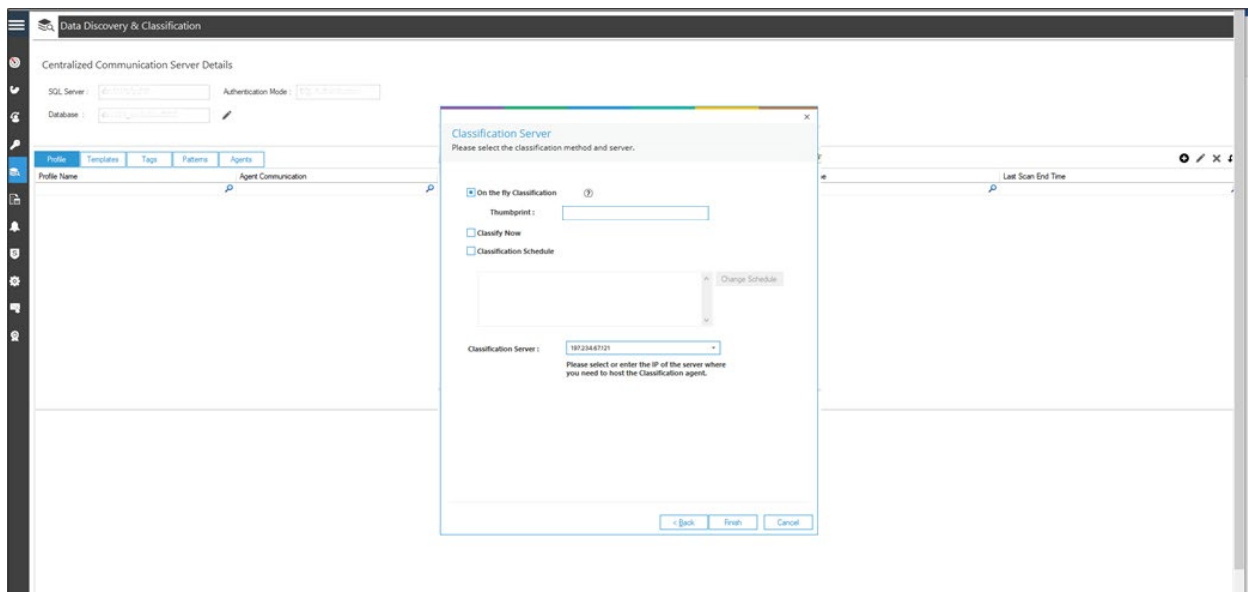 Data Discovery & Classification
Centralized Communication Server Details
SQL Server :
Authentication Mode :
Database :
Profile Templates Tags Patterns Agents
Profile Name Agent Communication Last Scan End Time
Classification Server
Please select the classification method and server.
On the fly Classification ?
Thumbprint :
Classify Now
Classification Schedule
Change Schedule
Classification Server : 197.234.67.121
Please select or enter the IP of the server where
you need to host the Classification agent.
< Back Finish Cancel